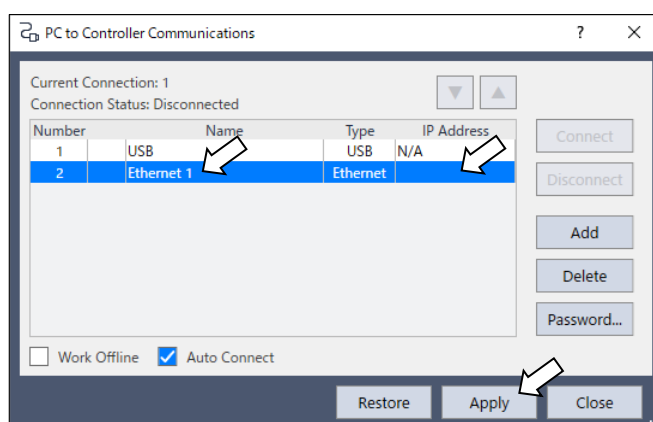 PC to Controller Communications
Current Connection: 1
Connection Status: Disconnected
Number Name Type IP Address
1 USB USB N/A
2 Ethernet 1 Ethernet
Connect
Disconnect
Add
Delete
Password...
Work Offline Auto Connect
Restore Apply Close